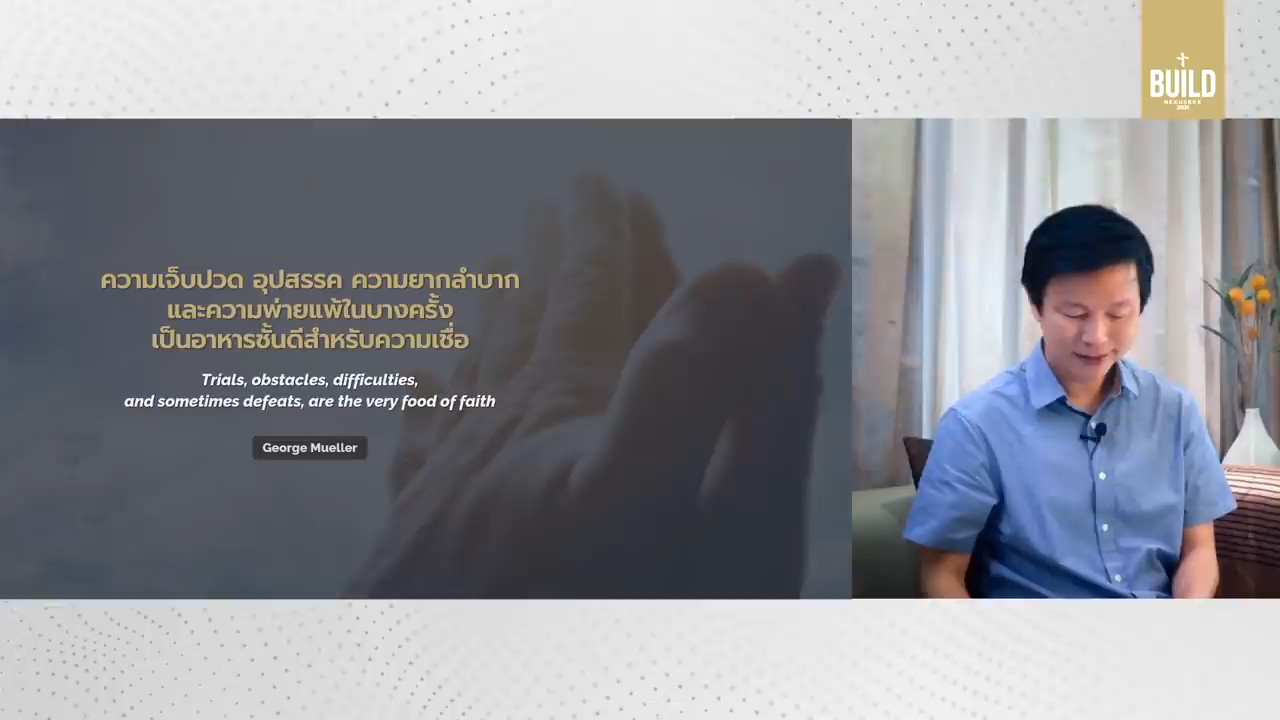 BUILD
NEXUSBKK
2021
ความเจ็บปวด อุปสรรค ความยากลำบาก
และความพ่ายแพ้ในบางครั้ง
เป็นอาหารชั้นดีสำหรับความเชื่อ
Trials, obstacles, difficulties,
and sometimes defeats, are the very food of faith
George Mueller